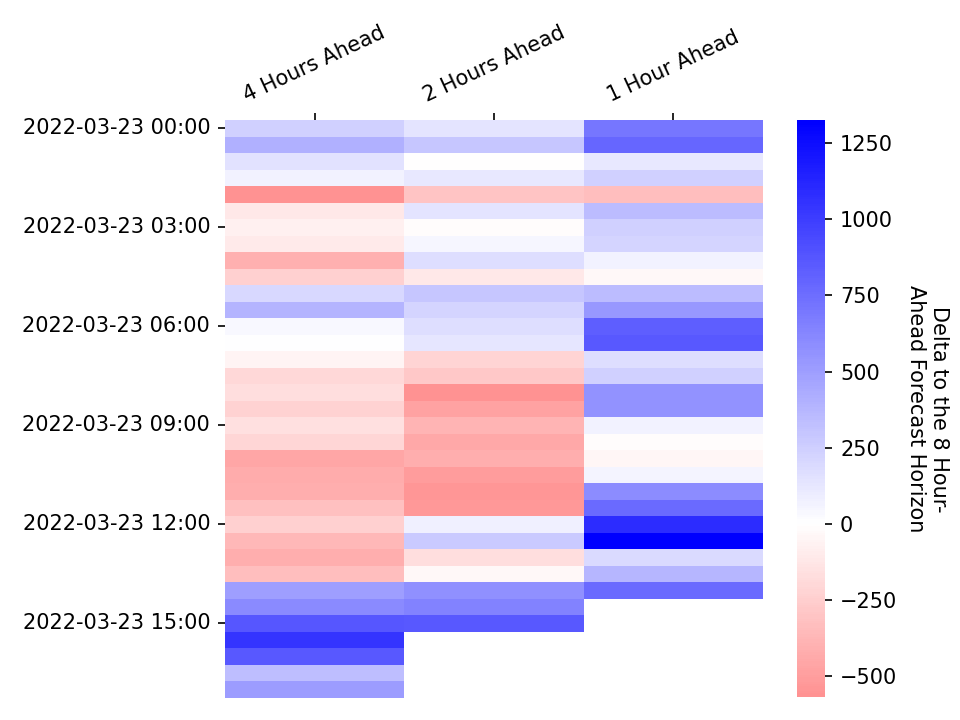 4 Hours Ahead
2 Hours Ahead
1 Hour Ahead
2022-03-23 00:00
2022-03-23 03:00
2022-03-23 06:00
2022-03-23 09:00
2022-03-23 12:00
2022-03-23 15:00
1250
1000
750
500
250
0
−250
−500
Delta to the 8 Hour-
Ahead Forecast Horizon